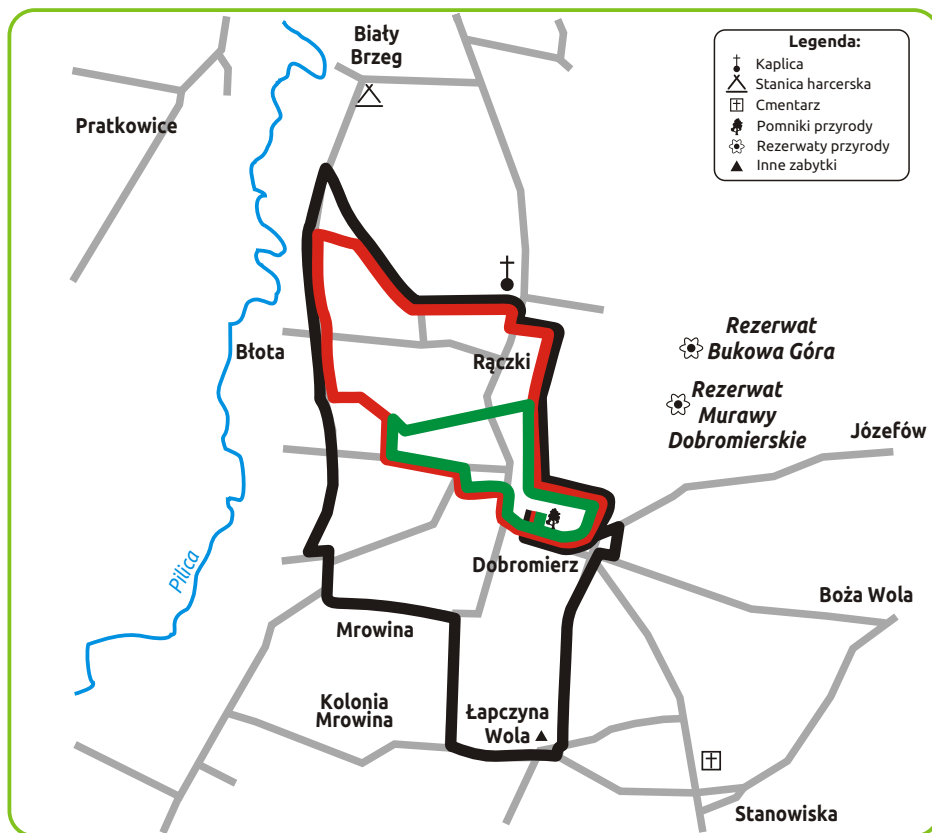 Biały
Brzeg
Pratkowice
Legenda:
Kaplica
Stanica harcerska
Cmentarz
Pomniki przyrody
Rezerwaty przyrody
Inne zabytki
Błota
Rączki
Rezerwat
Bukowa Góra
Rezerwat
Murawy
Dobromierskie
Józefów
Pilica
Dobromierz
Boża Wola
Mrowina
Kolonia
Mrowina
Łapczyna
Wola
Stanowiska